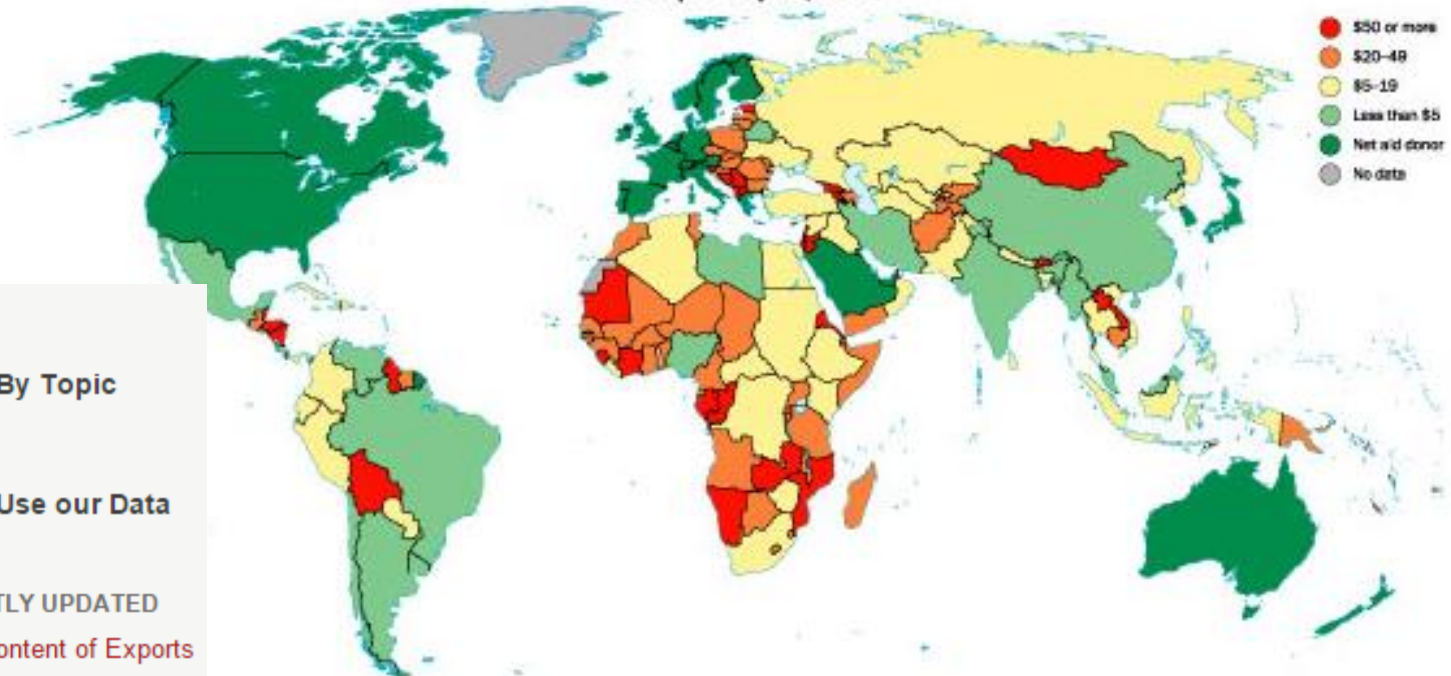 $50 or more
$20–49
$5–19
Less than $5
Net aid donor
No data
By Topic
Use our Data
TLY UPDATED
ontent of Exports